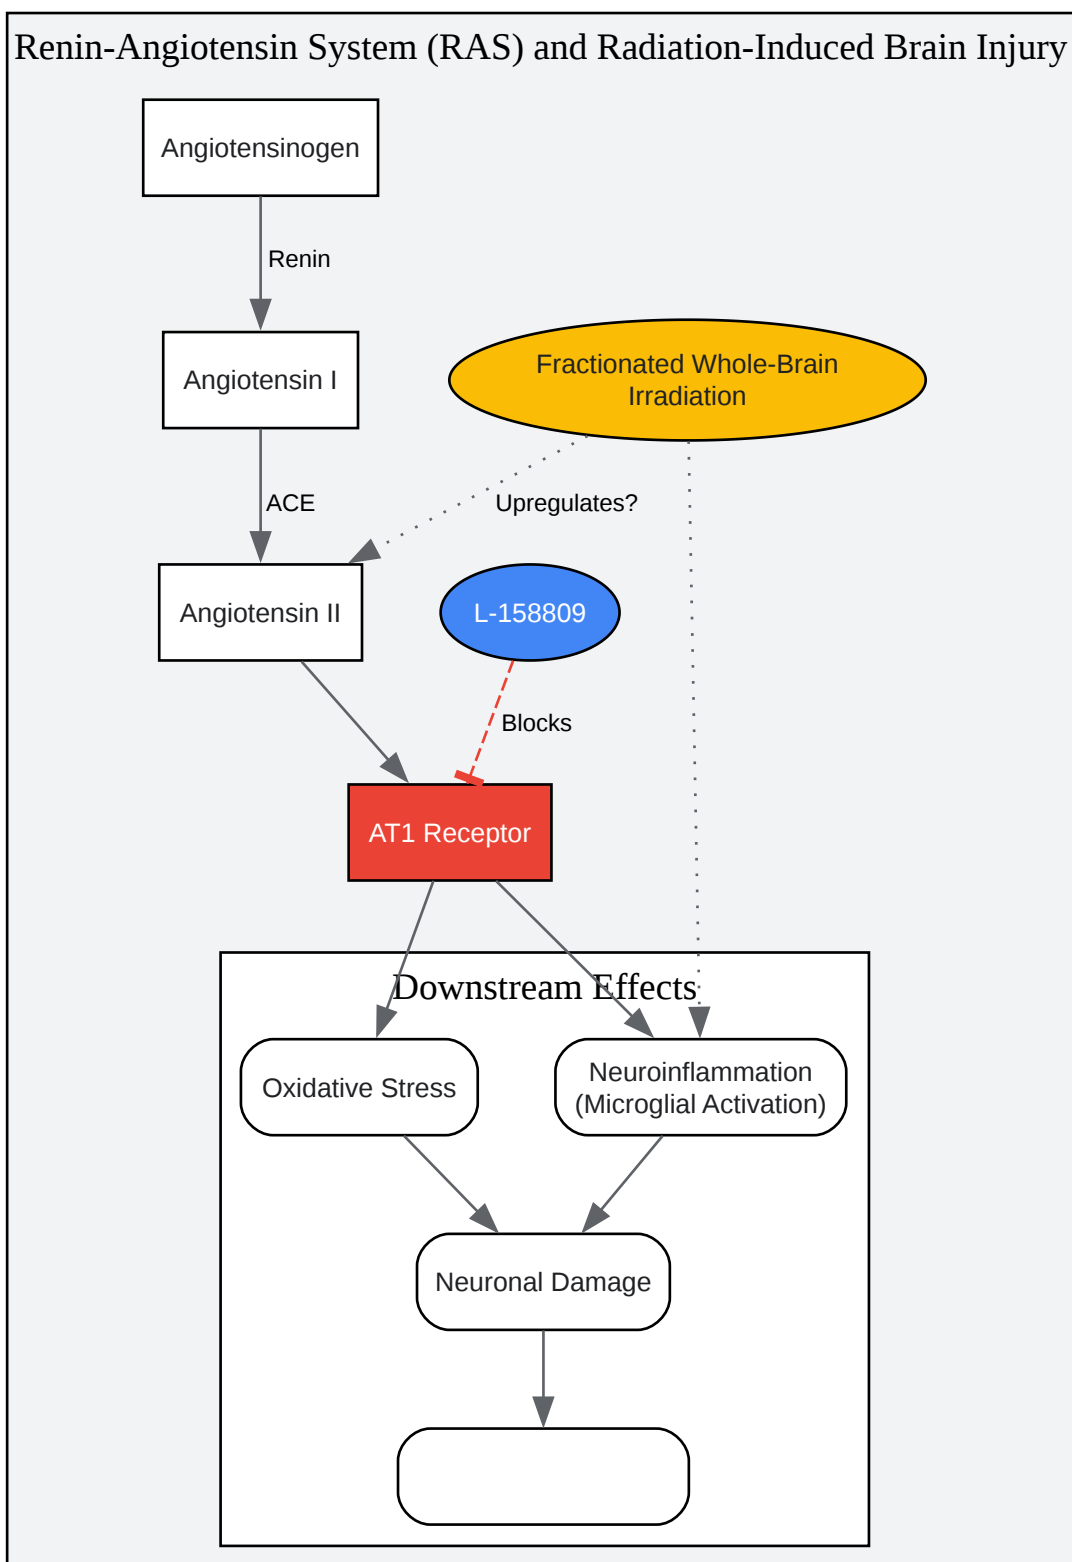 Renin-Angiotensin System (RAS) and Radiation-Induced Brain Injury
Angiotensinogen
Renin
Angiotensin I
Fractionated Whole-Brain
Irradiation
ACE
Upregulates?
Angiotensin II
L-158809
Blocks
AT1 Receptor
Downstream Effects
Oxidative Stress
Neuroinflammation
(Microglial Activation)
Neuronal Damage